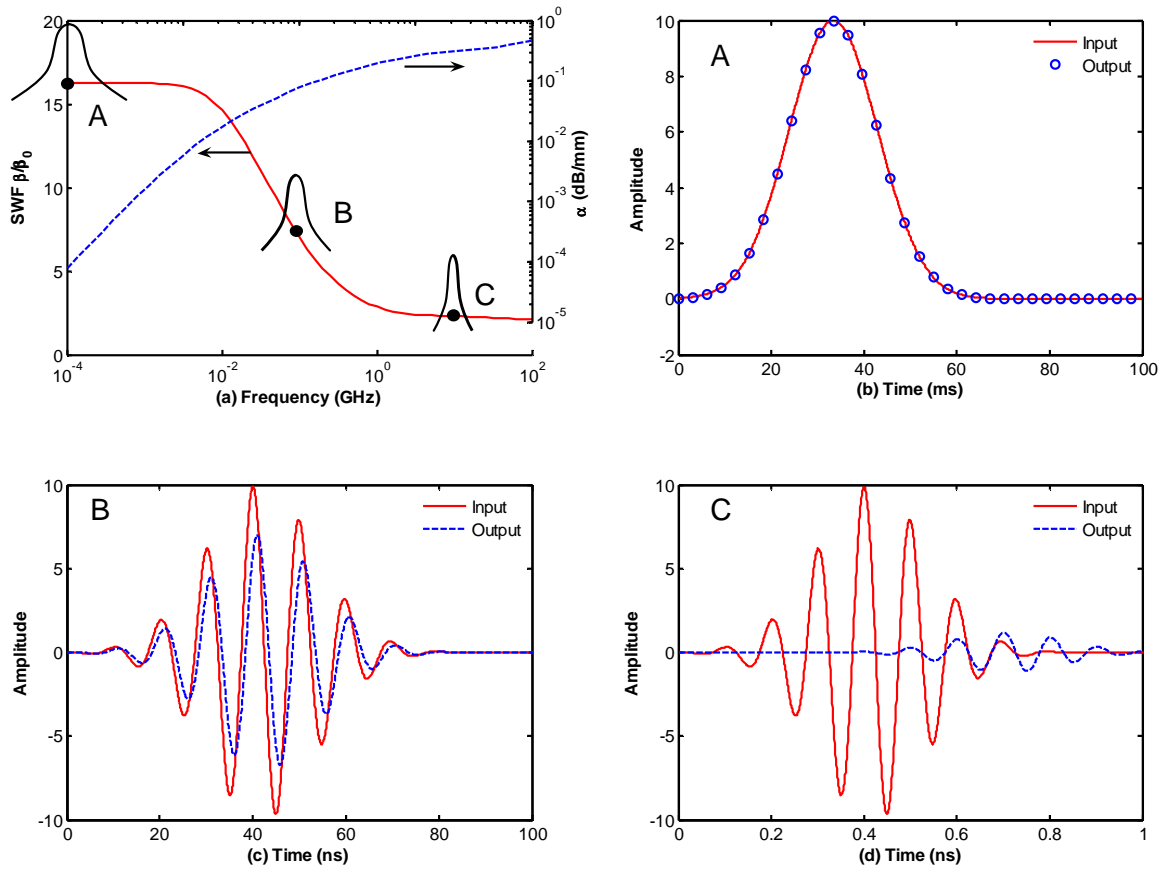 20
15
10
5
0
SWF β/β0
10^0
10^-1
10^-2
10^-3
10^-4
10^-5
α (dB/mm)
A
B
C
10^-4
10^-2
10^0
10^2
(a) Frequency (GHz)
A
Input
Output
10
8
6
4
2
0
-2
Amplitude
0 20 40 60 80 100
(b) Time (ms)
B
Input
Output
10
5
0
-5
-10
Amplitude
0 20 40 60 80 100
(c) Time (ns)
C
Input
Output
10
5
0
-5
-10
Amplitude
0 0.2 0.4 0.6 0.8 1
(d) Time (ns)